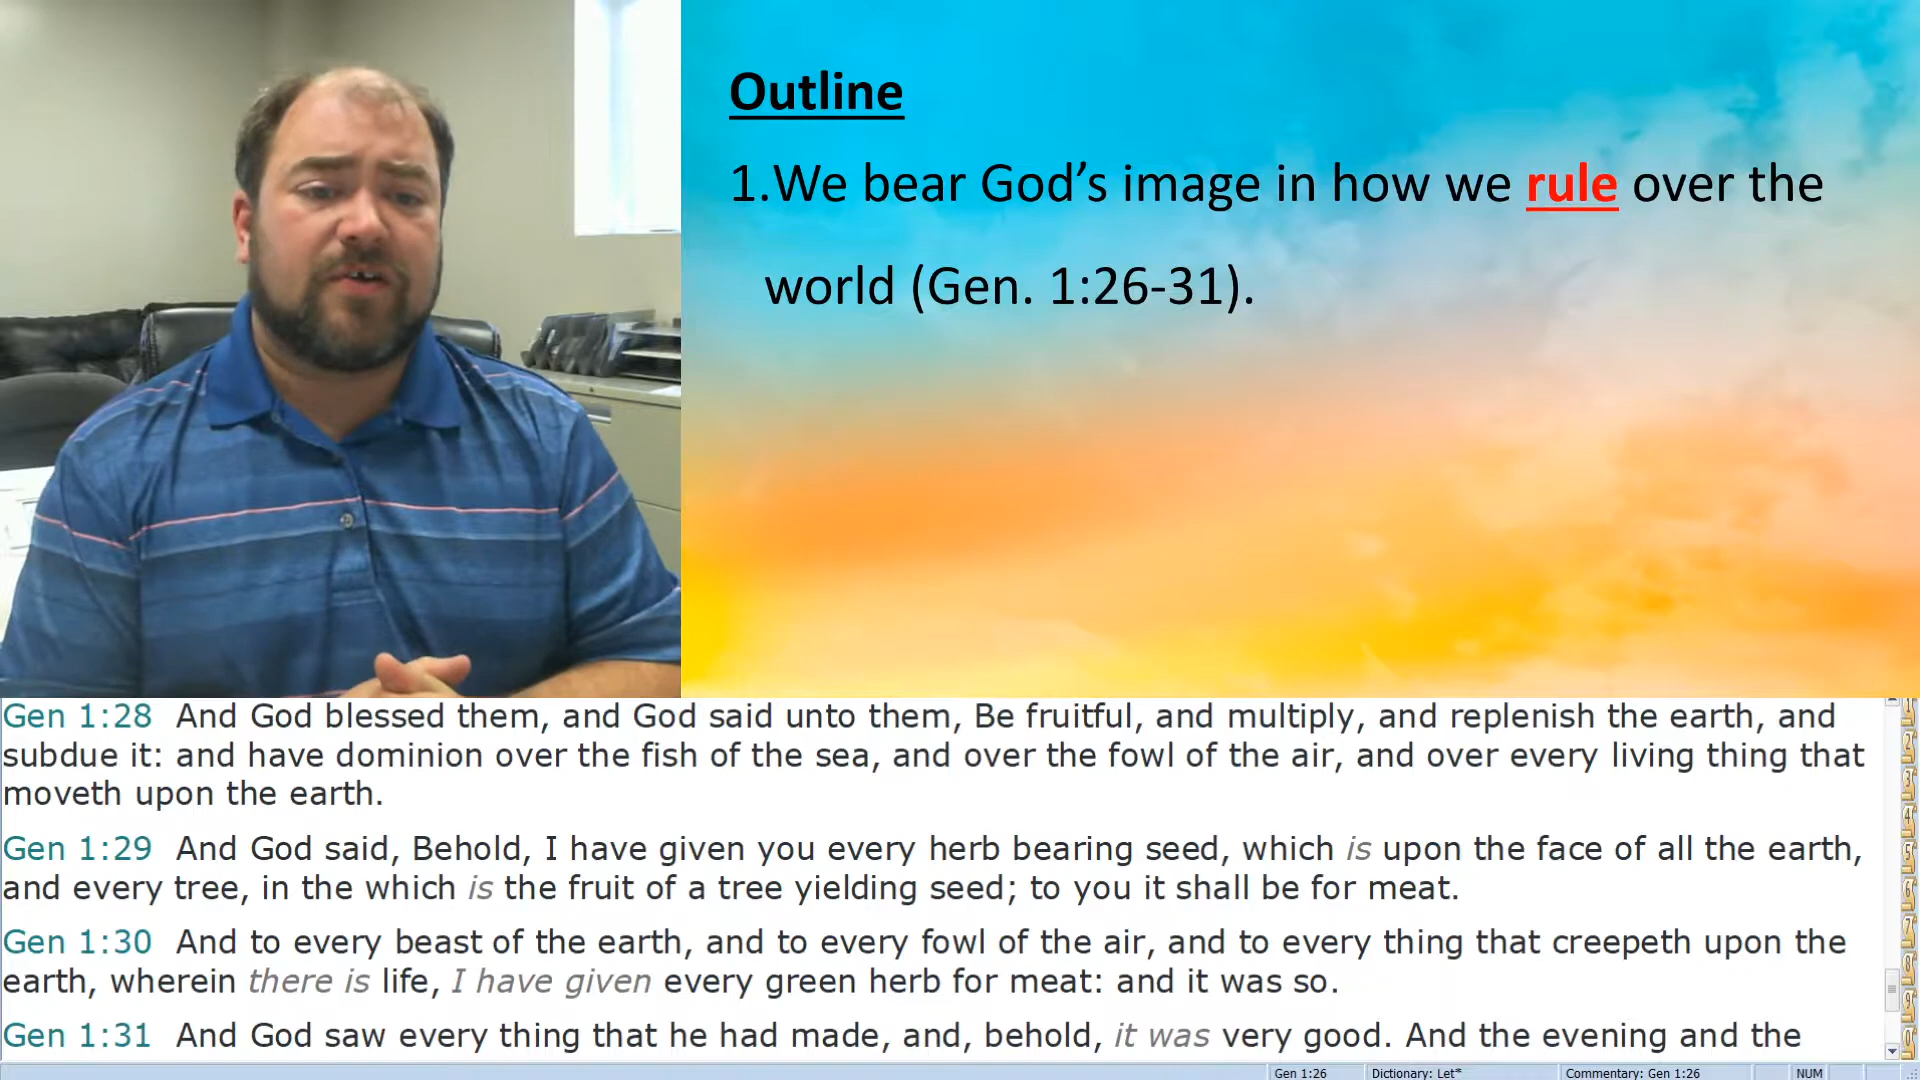 Outline
1.We bear God’s image in how we rule over the
world (Gen. 1:26-31).
Gen 1:28 And God blessed them, and God said unto them, Be fruitful, and multiply, and replenish the earth, and
subdue it: and have dominion over the fish of the sea, and over the fowl of the air, and over every living thing that
moveth upon the earth.
Gen 1:29 And God said, Behold, I have given you every herb bearing seed, which is upon the face of all the earth,
and every tree, in the which is the fruit of a tree yielding seed; to you it shall be for meat.
Gen 1:30 And to every beast of the earth, and to every fowl of the air, and to every thing that creepeth upon the
earth, wherein there is life, I have given every green herb for meat: and it was so.
Gen 1:31 And God saw every thing that he had made, and, behold, it was very good. And the evening and the
Gen 1:26 Dictionary: Let* Commentary: Gen 1:26 NUM